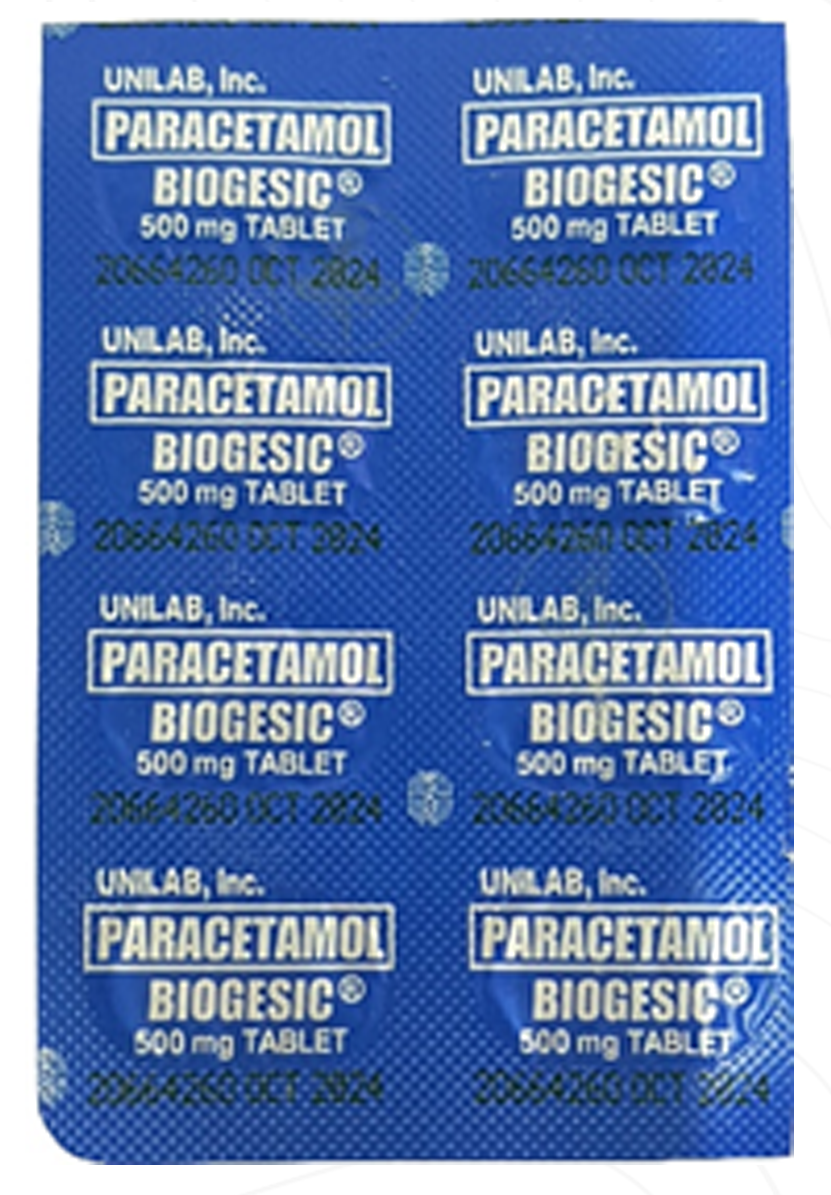 UNILAB, Inc.
PARACETAMOL
BIOGESIC®
500 mg TABLET
20664260 OCT 2024
UNILAB, Inc.
PARACETAMOL
BIOGESIC®
500 mg TABLET
20664260 OCT 2024
UNILAB, Inc.
PARACETAMOL
BIOGESIC®
500 mg TABLET
20664260 OCT 2024
UNILAB, Inc.
PARACETAMOL
BIOGESIC®
500 mg TABLET
20664260 OCT 2024
UNILAB, Inc.
PARACETAMOL
BIOGESIC®
500 mg TABLET
20664260 OCT 2024
UNILAB, Inc.
PARACETAMOL
BIOGESIC®
500 mg TABLET
20664260 OCT 2024
UNILAB, Inc.
PARACETAMOL
BIOGESIC®
500 mg TABLET
20664260 OCT 2024
UNILAB, Inc.
PARACETAMOL
BIOGESIC®
500 mg TABLET
20664260 OCT 2024